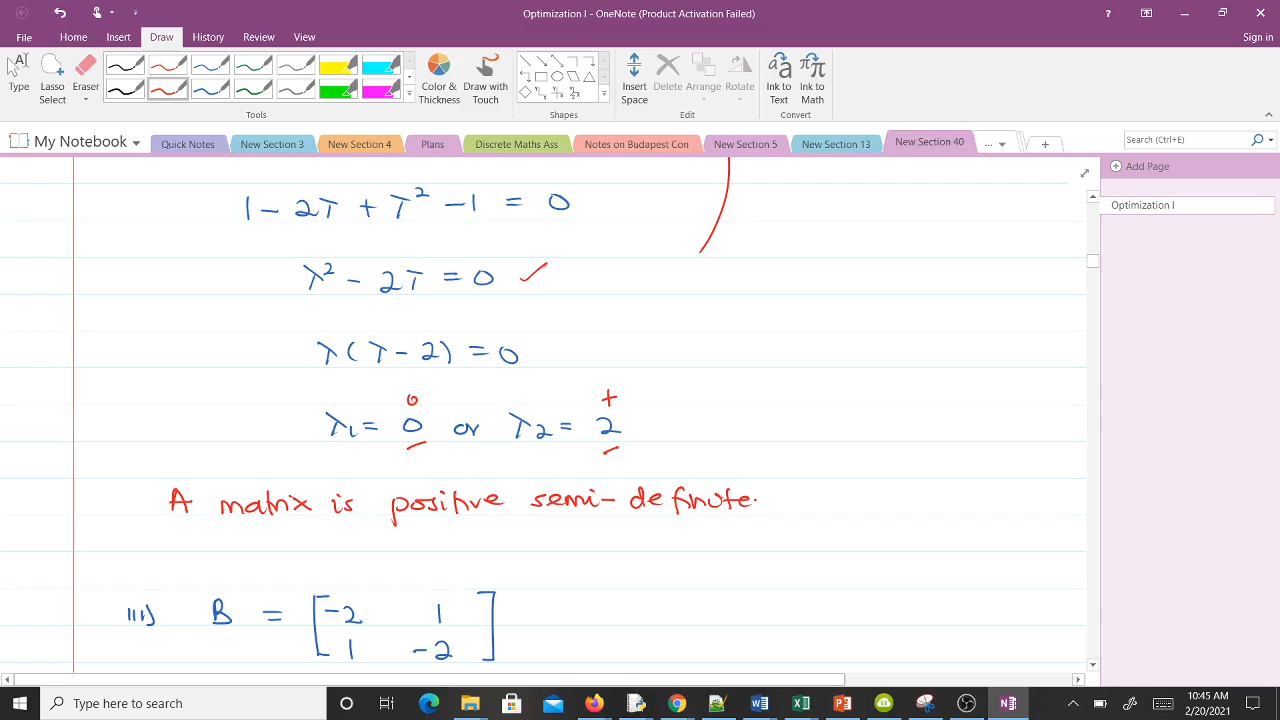 Optimization I - OneNote (Product Activation Failed)
File Home Insert Draw History Review View Sign in
Type Lasso Select Eraser Color & Thickness Draw with Touch Insert Space Delete Arrange Rotate Ink to Text Ink to Math
Tools Shapes Edit Convert
My Notebook Quick Notes New Section 3 New Section 4 Plans Discrete Maths Ass Notes on Budapest Con New Section 5 New Section 13 New Section 40 ... Search (Ctrl+E)
Add Page
Optimization I
1 - 2λ + λ² - 1 = 0
λ² - 2λ = 0 ✓
λ(λ - 2) = 0
0 +
λ1 = 0 or λ2 = 2
A matrix is positive semi-definite.
iii) B = [-2 1
1 -2]
Type here to search
10:45 AM
2/20/2021